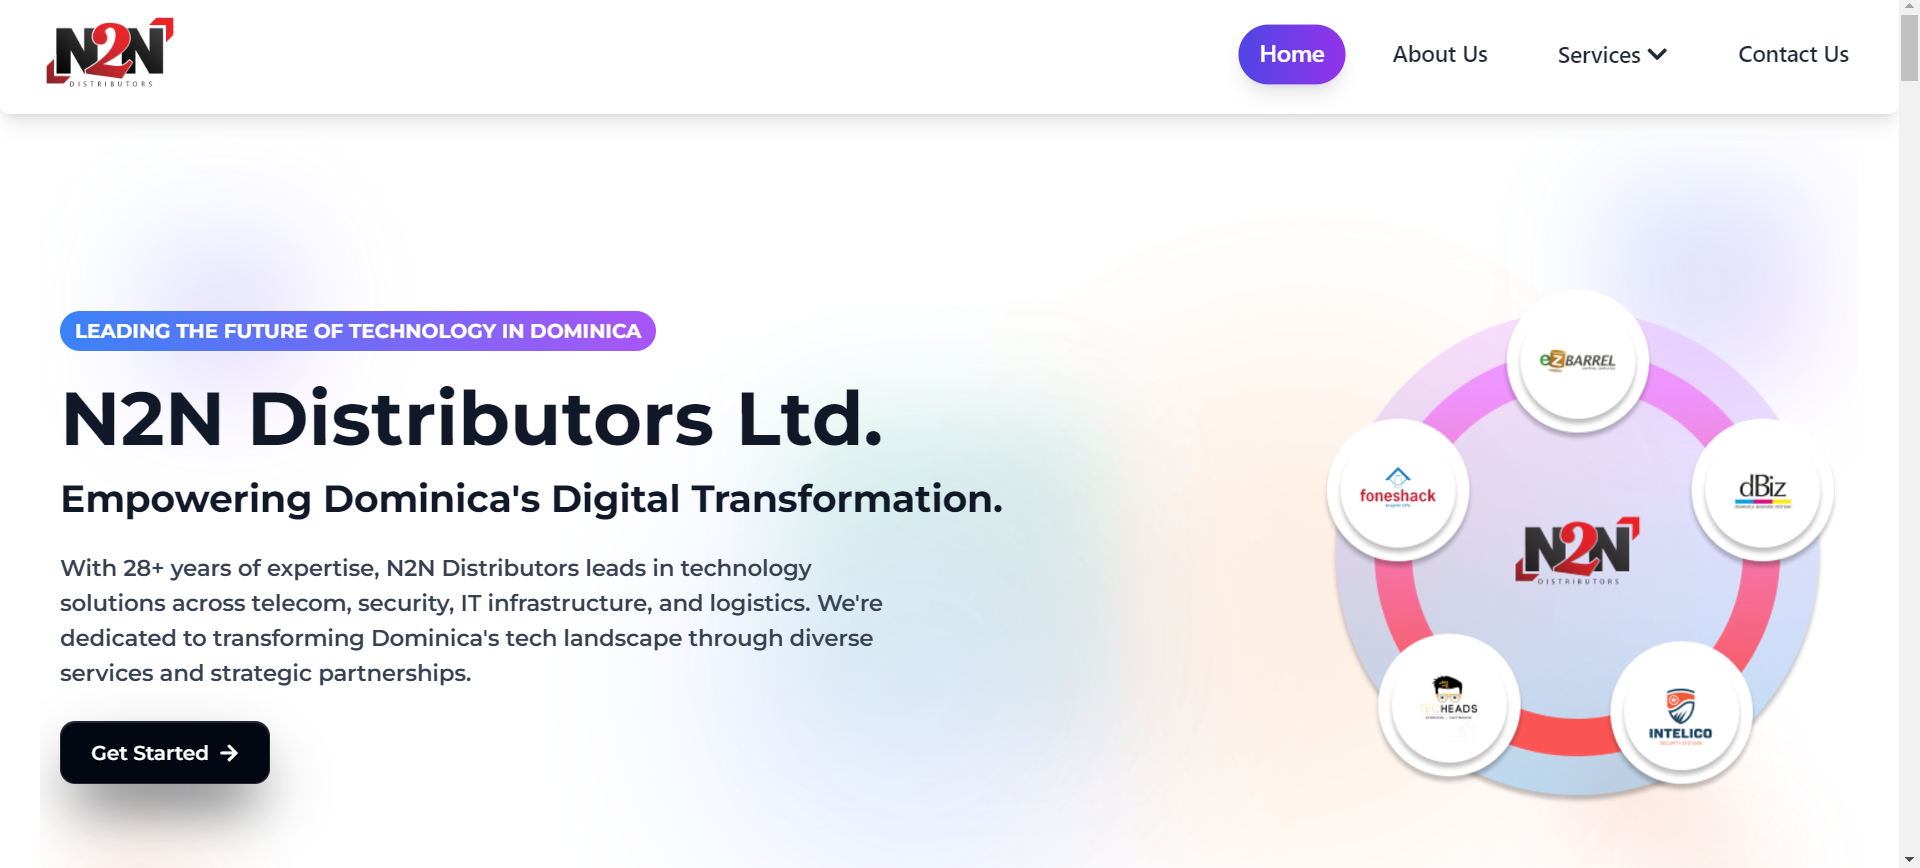 N2N
DISTRIBUTORS
Home
About Us
Services
Contact Us
LEADING THE FUTURE OF TECHNOLOGY IN DOMINICA
N2N Distributors Ltd.
Empowering Dominica's Digital Transformation.
With 28+ years of expertise, N2N Distributors leads in technology
solutions across telecom, security, IT infrastructure, and logistics. We're
dedicated to transforming Dominica's tech landscape through diverse
services and strategic partnerships.
Get Started
ezBARREL
foneshack
dBiz
N2N
DISTRIBUTORS
TECHEADS
INTELICO
SECURITY SYSTEMS